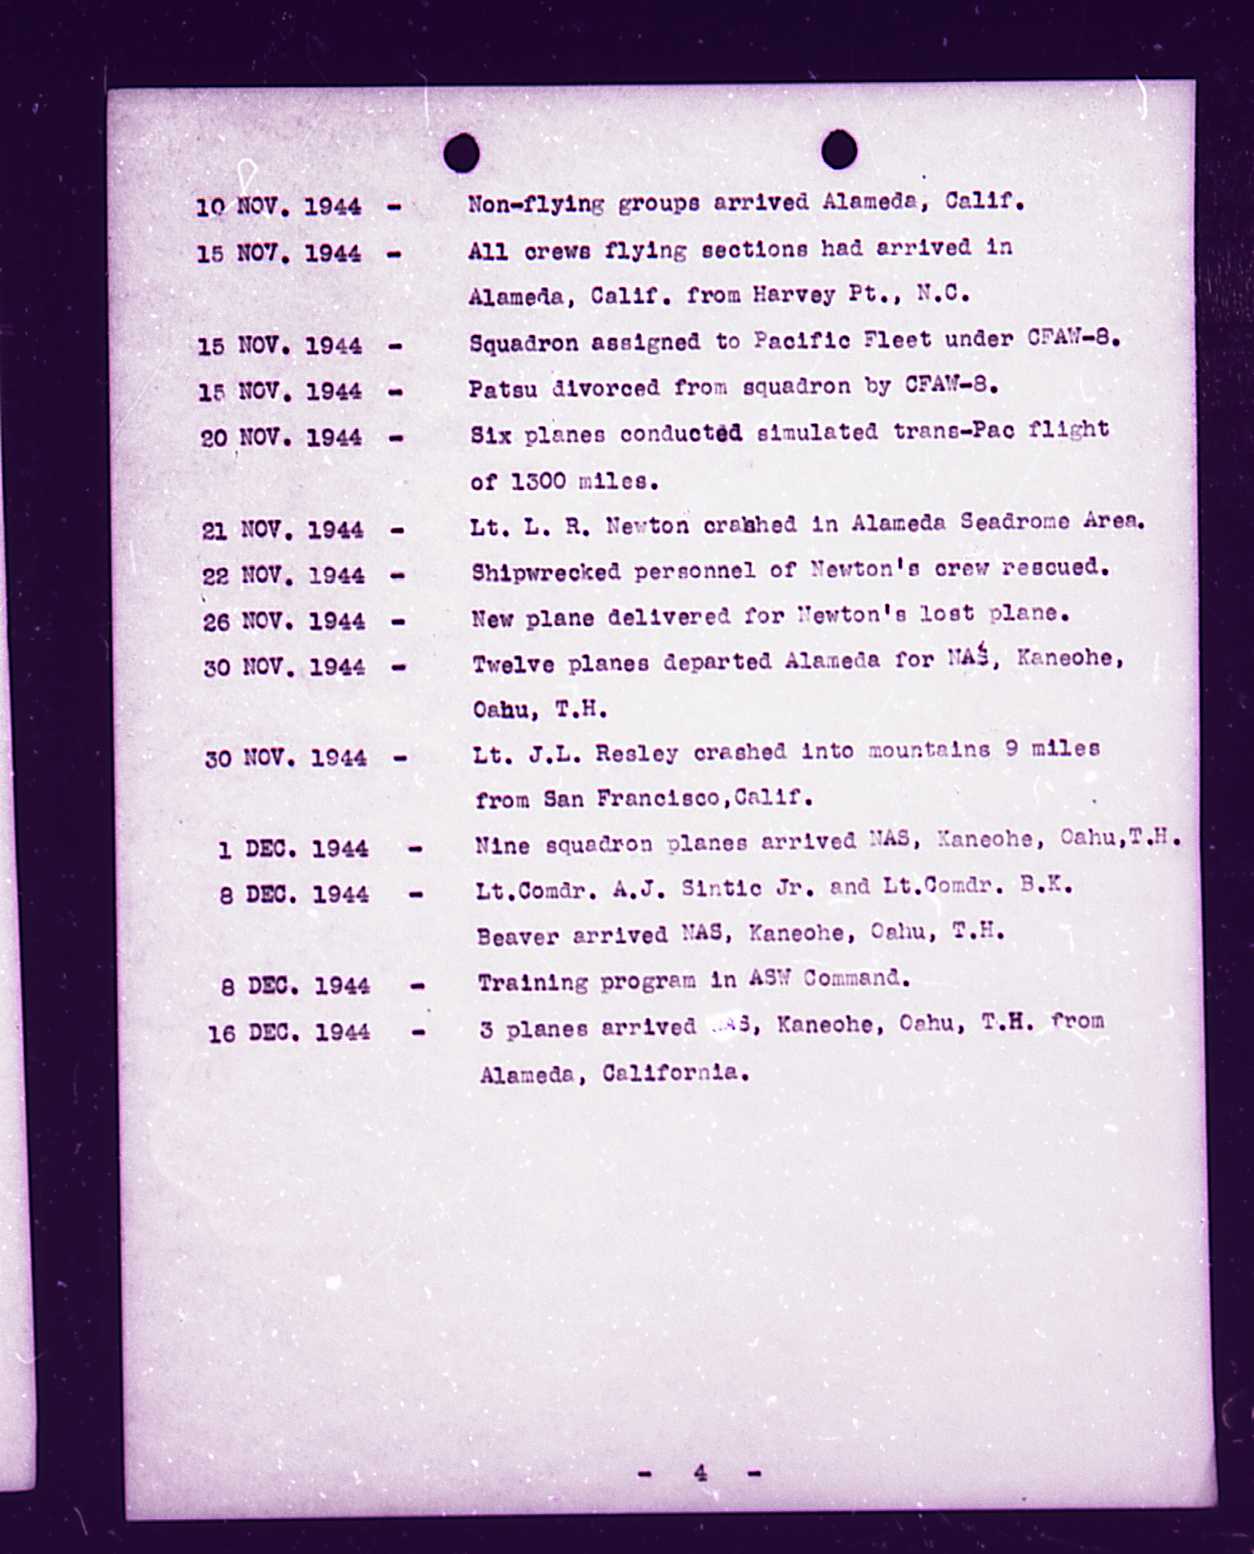 10 NOV. 1944 - Non-flying groups arrived Alameda, Calif.
15 NOV. 1944 - All crews flying sections had arrived in
Alameda, Calif. from Harvey Pt., N.C.
15 NOV. 1944 - Squadron assigned to Pacific Fleet under CFAW-8.
15 NOV. 1944 - Patsu divorced from squadron by CFAW-8.
20 NOV. 1944 - Six planes conducted simulated trans-Pac flight
of 1300 miles.
21 NOV. 1944 - Lt. L. R. Newton crashed in Alameda Seadrome Area.
22 NOV. 1944 - Shipwrecked personnel of Newton's crew rescued.
26 NOV. 1944 - New plane delivered for Newton's lost plane.
30 NOV. 1944 - Twelve planes departed Alameda for NAS, Kaneohe,
Oahu, T.H.
30 NOV. 1944 - Lt. J.L. Resley crashed into mountains 9 miles
from San Francisco,Calif.
1 DEC. 1944 - Nine squadron planes arrived NAS, Kaneohe, Oahu,T.H.
8 DEC. 1944 - Lt.Comdr. A.J. Sintic Jr. and Lt.Comdr. B.K.
Beaver arrived NAS, Kaneohe, Oahu, T.H.
8 DEC. 1944 - Training program in ASW Command.
16 DEC. 1944 - 3 planes arrived NAS, Kaneohe, Oahu, T.H. from
Alameda, California.
- 4 -